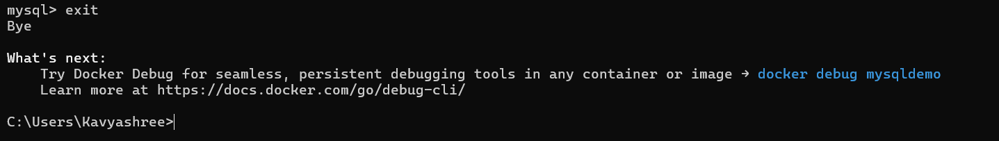 mysql> exit
Bye
What's next:
Try Docker Debug for seamless, persistent debugging tools in any container or image → docker debug mysqldemo
Learn more at https://docs.docker.com/go/debug-cli/
C:\Users\Kavyashree>